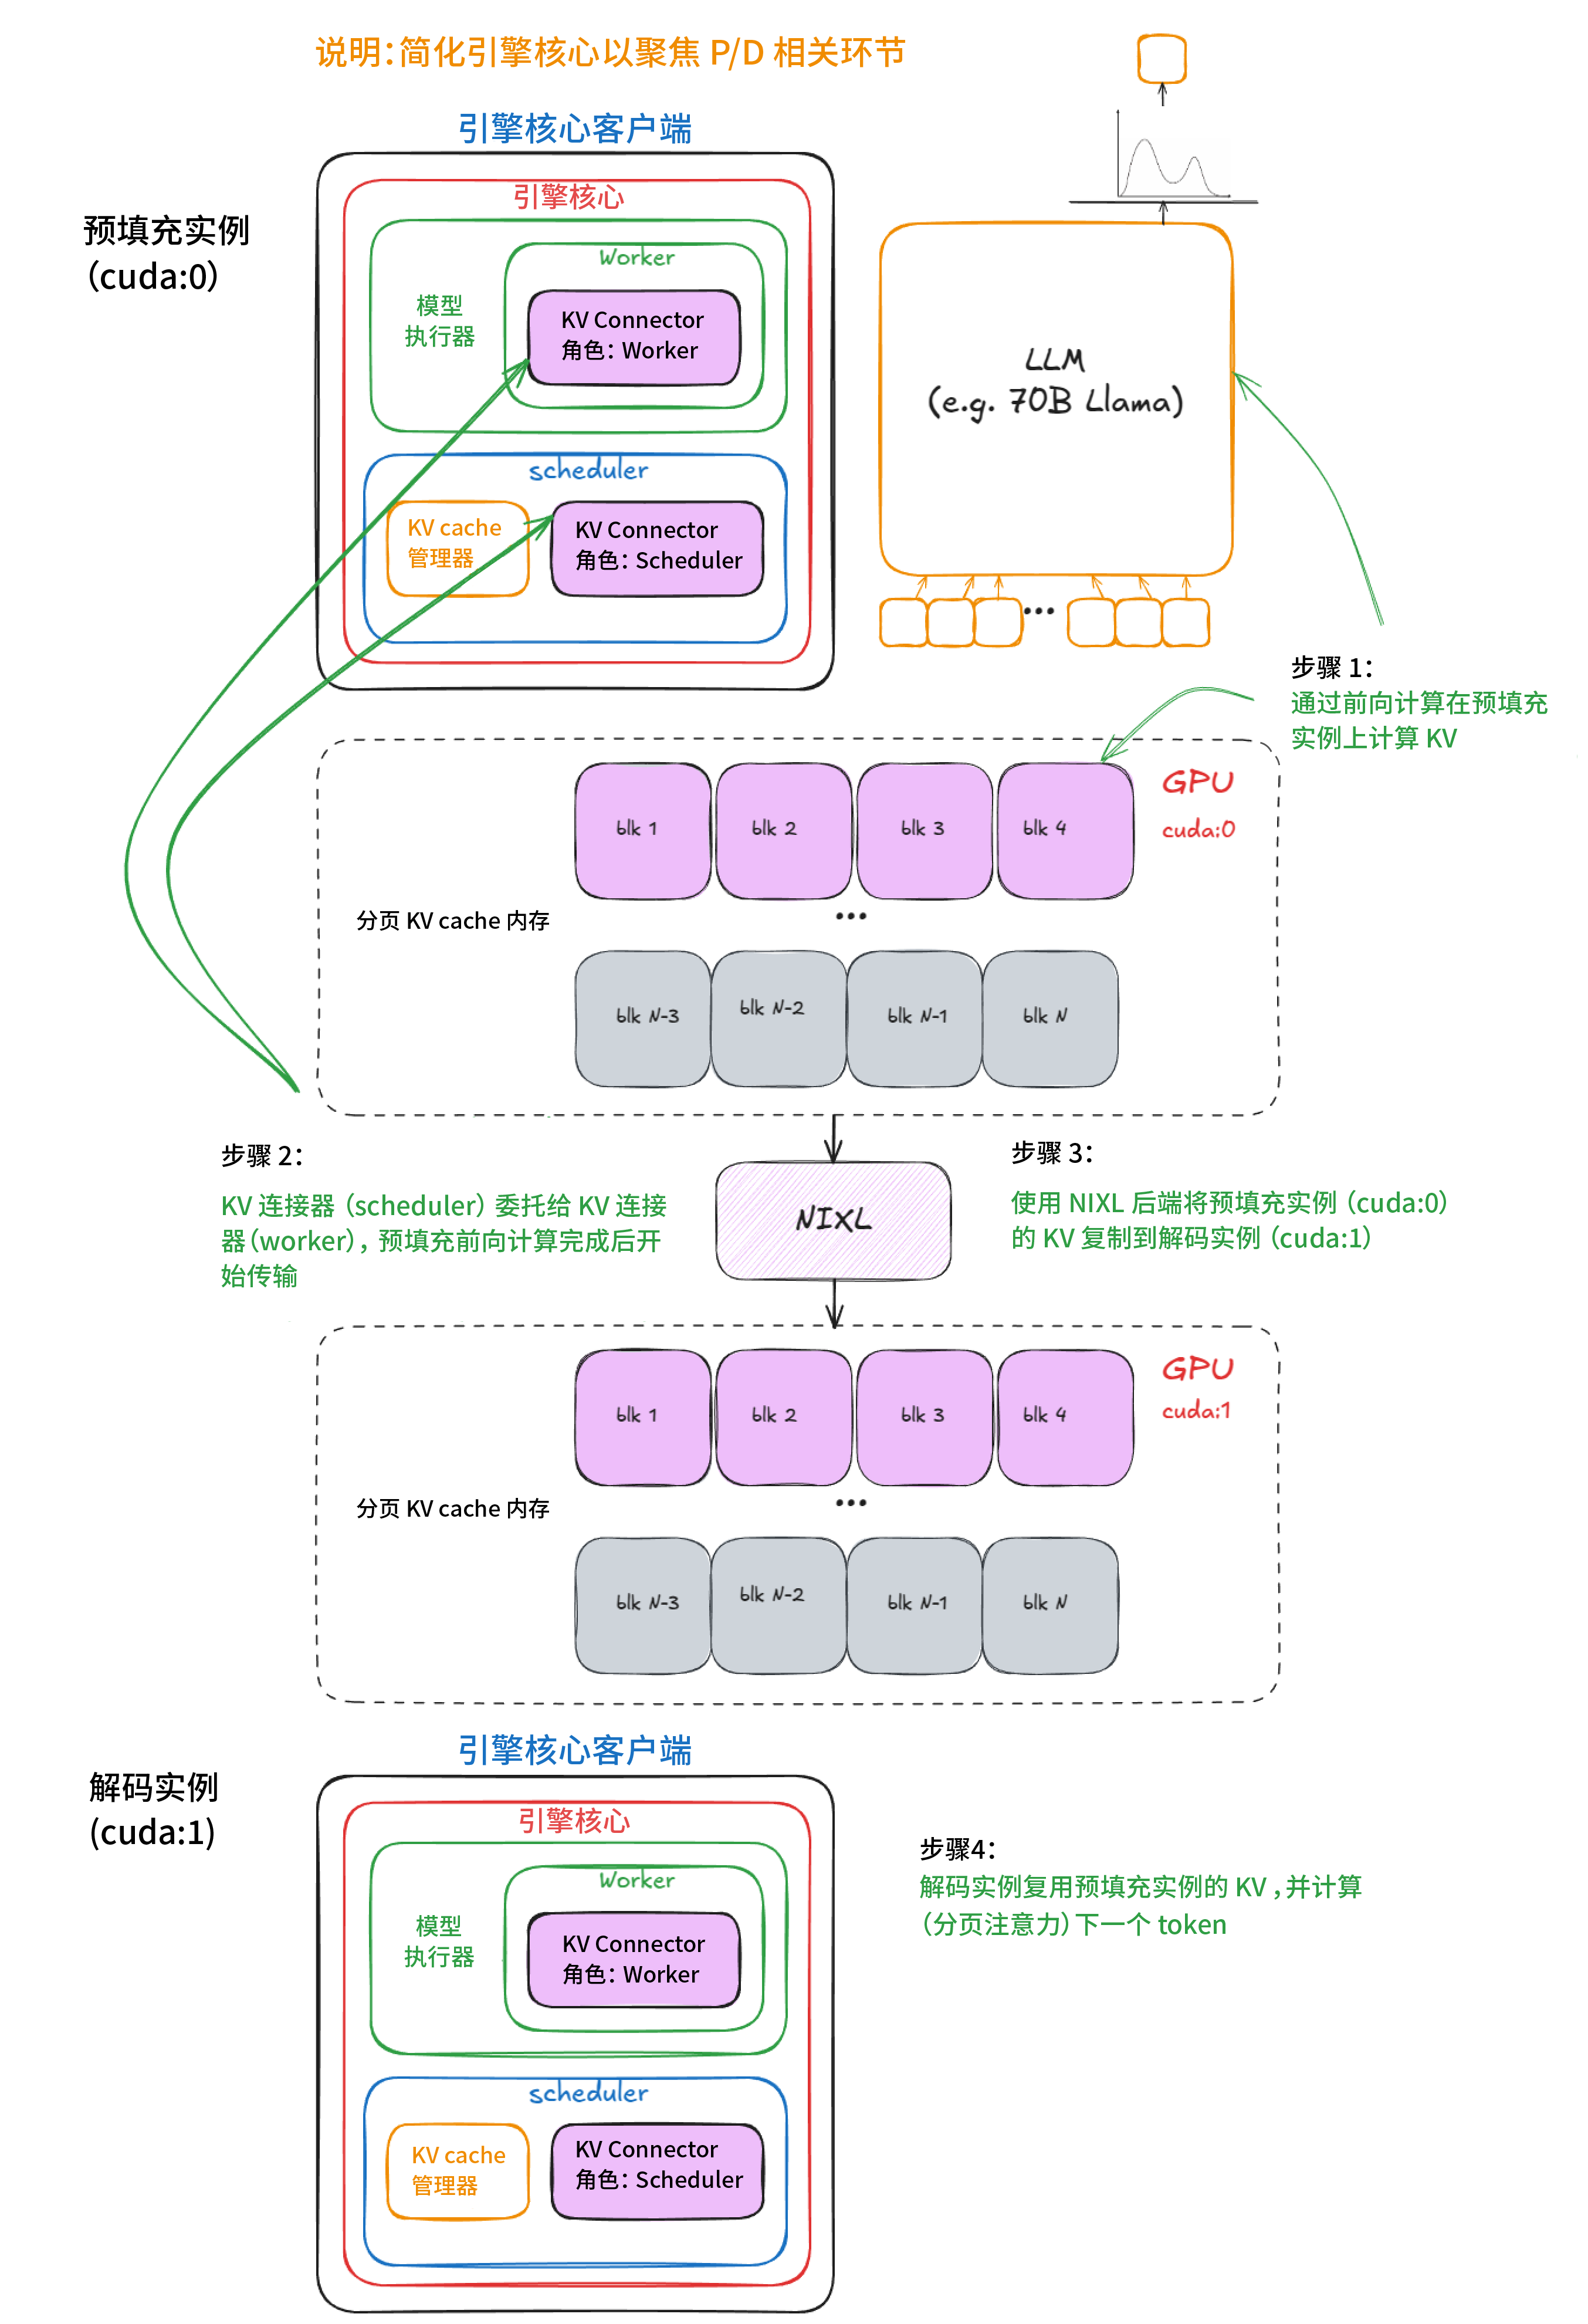 说明：简化引擎核心以聚焦 P/D 相关环节
引擎核心客户端
引擎核心
预填充实例
（cuda:0）
Worker
模型
执行器
KV Connector
角色：Worker
scheduler
KV cache
管理器
KV Connector
角色：Scheduler
LLM
(e.g. 70B Llama)
...
步骤 1：
通过前向计算在预填充
实例上计算 KV
GPU
cuda:0
blk 1
blk 2
blk 3
blk 4
分页 KV cache 内存
...
blk N-3
blk N-2
blk N-1
blk N
步骤 2：
KV 连接器（scheduler）委托给 KV 连接
器（worker），预填充前向计算完成后开
始传输
NIXL
步骤 3：
使用 NIXL 后端将预填充实例（cuda:0）
的 KV 复制到解码实例（cuda:1）
GPU
cuda:1
blk 1
blk 2
blk 3
blk 4
分页 KV cache 内存
...
blk N-3
blk N-2
blk N-1
blk N
引擎核心客户端
解码实例
(cuda:1)
引擎核心
Worker
模型
执行器
KV Connector
角色：Worker
步骤4：
解码实例复用预填充实例的 KV，并计算
（分页注意力）下一个 token
scheduler
KV cache
管理器
KV Connector
角色：Scheduler